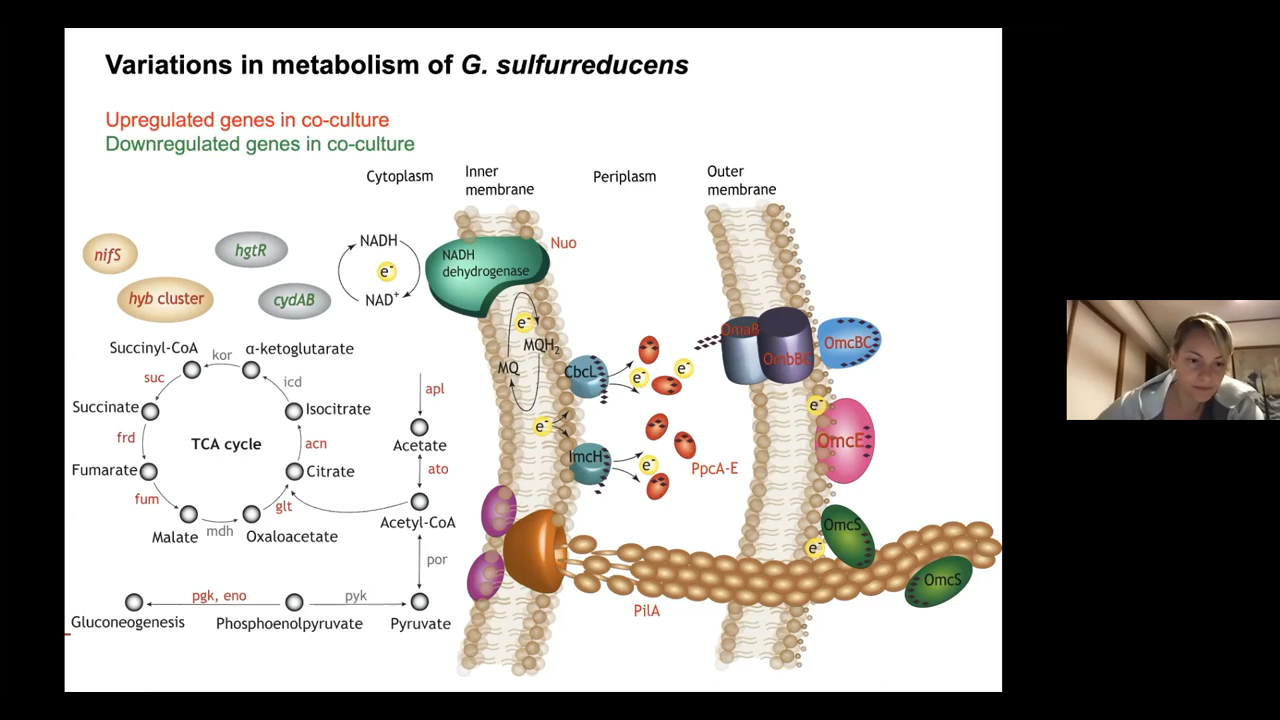 Variations in metabolism of G. sulfurreducens
Upregulated genes in co-culture
Downregulated genes in co-culture
Cytoplasm
Inner
membrane
Periplasm
Outer
membrane
nifS
hgtR
hyb cluster
cydAB
NADH
e-
NAD+
NADH
dehydrogenase
Nuo
e-
MQH2
MQ
e-
CbcL
e-
e-
ImcH
e-
PpcA-E
OmaB
OmbBC
OmcBC
e-
OmcE
OmcS
e-
OmcS
PilA
Succinyl-CoA
kor
α-ketoglutarate
suc
icd
Succinate
Isocitrate
frd
TCA cycle
acn
Fumarate
Citrate
fum
glt
Malate
mdh
Oxaloacetate
apl
Acetate
ato
Acetyl-CoA
por
pgk, eno
pyk
Gluconeogenesis
Phosphoenolpyruvate
Pyruvate